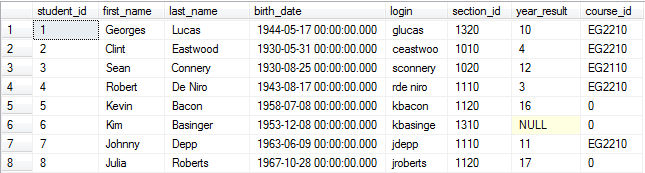 student_id first_name last_name birth_date login section_id year_result course_id
1 1 Georges Lucas 1944-05-17 00:00:00.000 glucas 1320 10 EG2210
2 2 Clint Eastwood 1930-05-31 00:00:00.000 ceastwoo 1010 4 EG2210
3 3 Sean Connery 1930-08-25 00:00:00.000 sconnery 1020 12 EG2110
4 4 Robert De Niro 1943-08-17 00:00:00.000 rde niro 1110 3 EG2210
5 5 Kevin Bacon 1958-07-08 00:00:00.000 kbacon 1120 16 0
6 6 Kim Basinger 1953-12-08 00:00:00.000 kbasinge 1310 NULL 0
7 7 Johnny Depp 1963-06-09 00:00:00.000 jdepp 1110 11 EG2210
8 8 Julia Roberts 1967-10-28 00:00:00.000 jroberts 1120 17 0